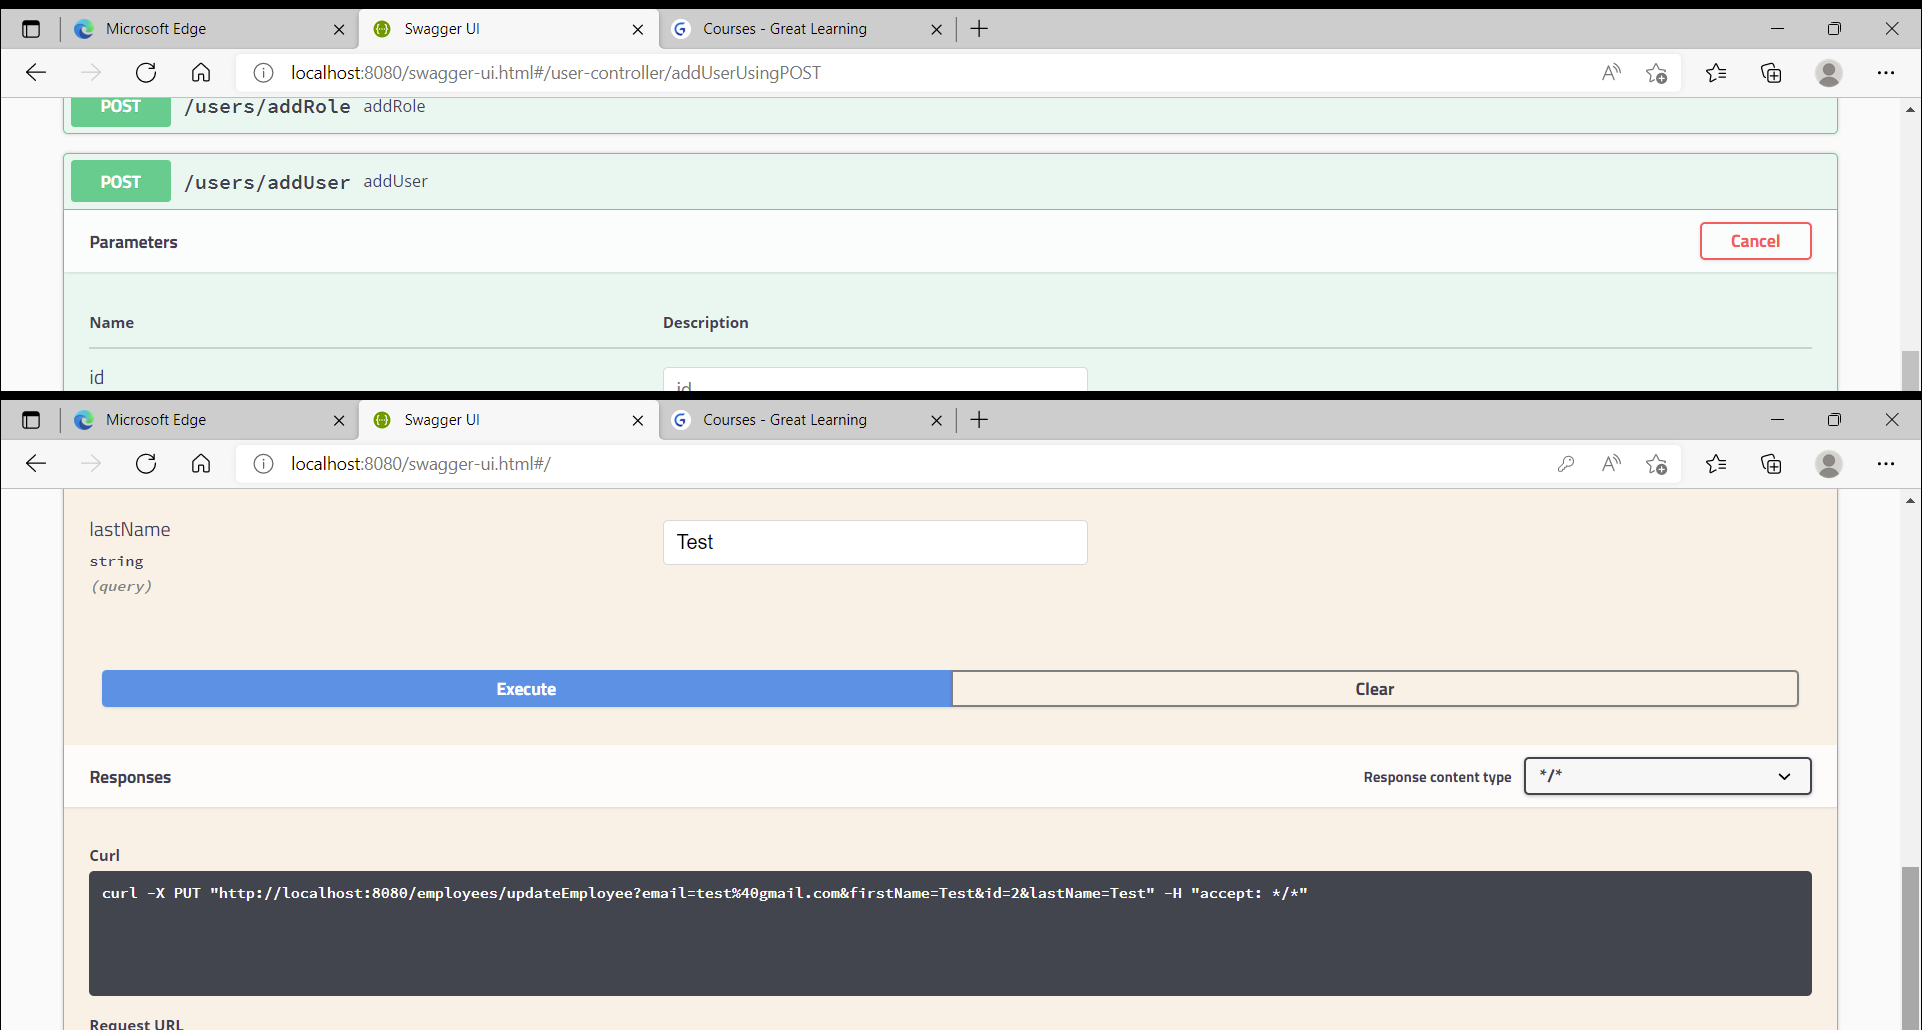 Microsoft Edge Swagger UI Courses - Great Learning
localhost:8080/swagger-ui.html#/user-controller/addUserUsingPOST
POST /users/addRole addRole
POST /users/addUser addUser
Parameters Cancel
Name Description
id
id
Microsoft Edge Swagger UI Courses - Great Learning
localhost:8080/swagger-ui.html#/
lastName Test
string
(query)
Execute Clear
Responses Response content type */*
Curl
curl -X PUT "http://localhost:8080/employees/updateEmployee?email=test%40gmail.com&firstName=Test&id=2&lastName=Test" -H "accept: */*"
Request URL